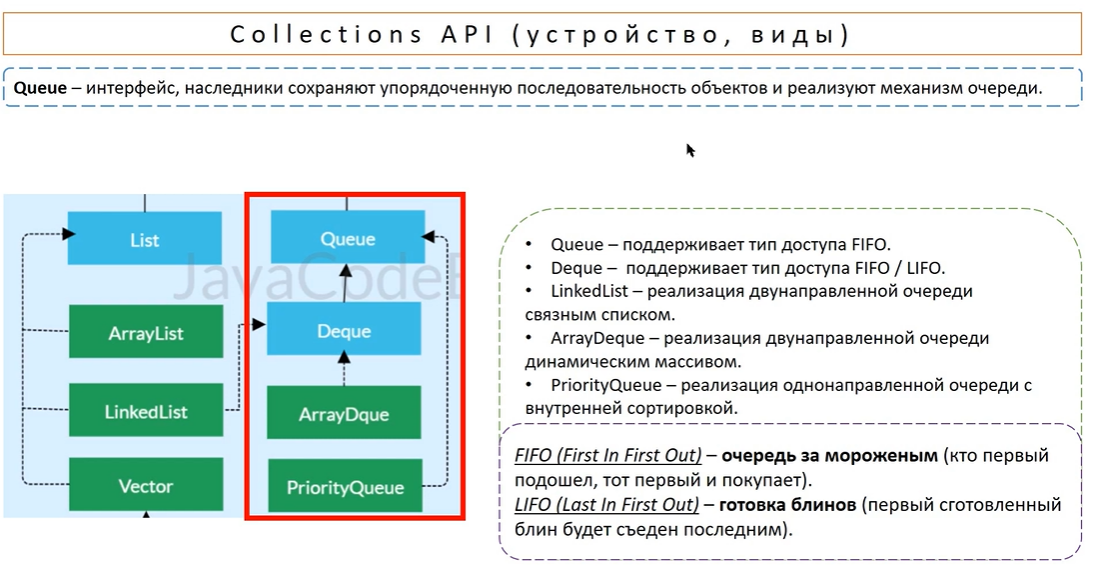 Collections API (устройство, виды)
Queue – интерфейс, наследники сохраняют упорядоченную последовательность объектов и реализуют механизм очереди.
List
Queue
JavaCodeE
ArrayList
Deque
LinkedList
ArrayDque
Vector
PriorityQueue
• Queue – поддерживает тип доступа FIFO.
• Deque – поддерживает тип доступа FIFO / LIFO.
• LinkedList – реализация двунаправленной очереди
связным списком.
• ArrayDeque – реализация двунаправленной очереди
динамическим массивом.
• PriorityQueue – реализация однонаправленной очереди с
внутренней сортировкой.
FIFO (First In First Out) – очередь за мороженым (кто первый
подошел, тот первый и покупает).
LIFO (Last In First Out) – готовка блинов (первый сготовленный
блин будет съеден последним).